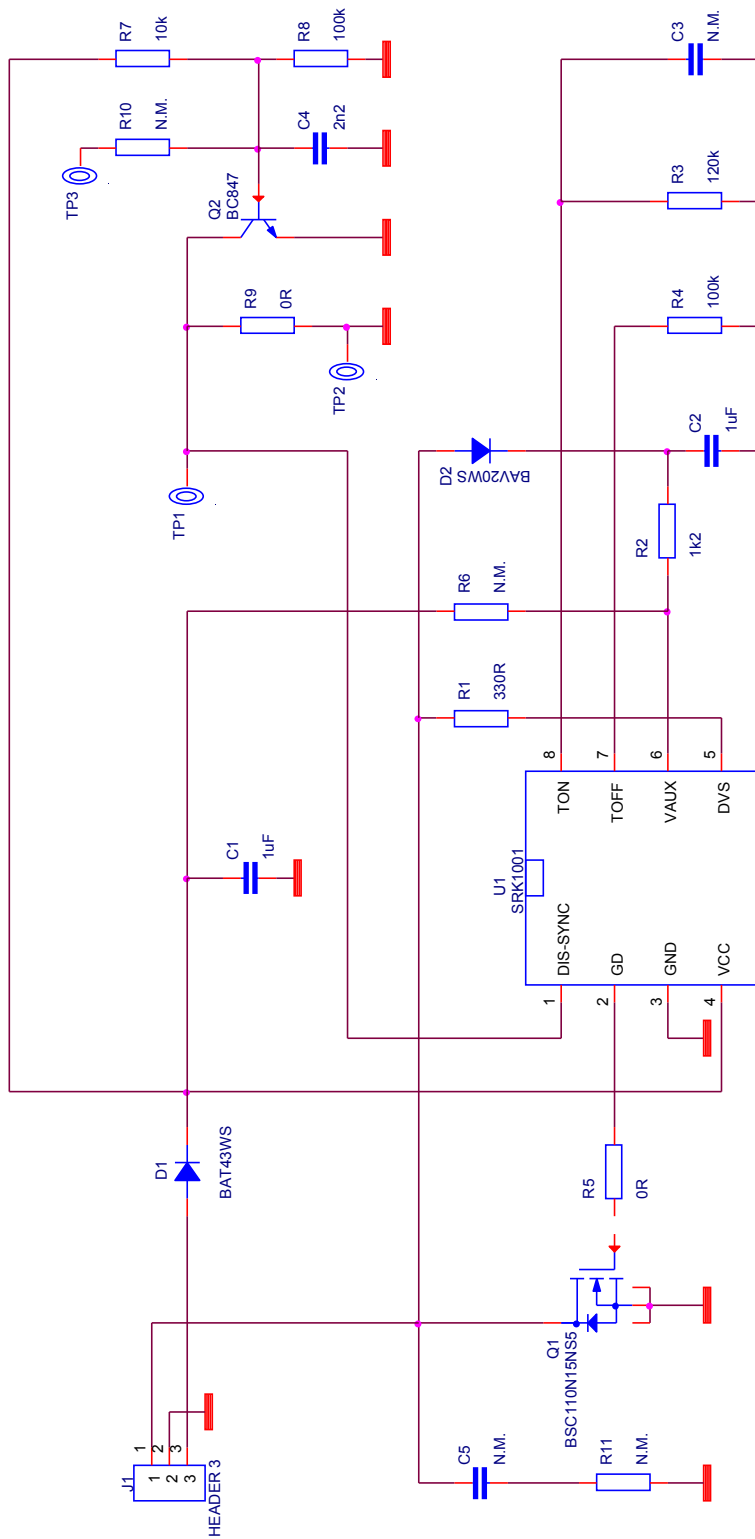 J1
HEADER 3
1
2
3
1
2
3
D1
BAT43WS
C1
1uF
TP1
TP2
TP3
R9
0R
Q2
BC847
R10
N.M.
R7
10k
C4
2n2
R8
100k
C5
N.M.
R11
N.M.
Q1
BSC110N15NS5
R5
0R
U1
SRK1001
1
DIS-SYNC
2
GD
3
GND
4
VCC
8
TON
7
TOFF
6
VAUX
5
DVS
R1
330R
R6
N.M.
D2
BAV20WS
R2
1k2
C2
1uF
R4
100k
R3
120k
C3
N.M.